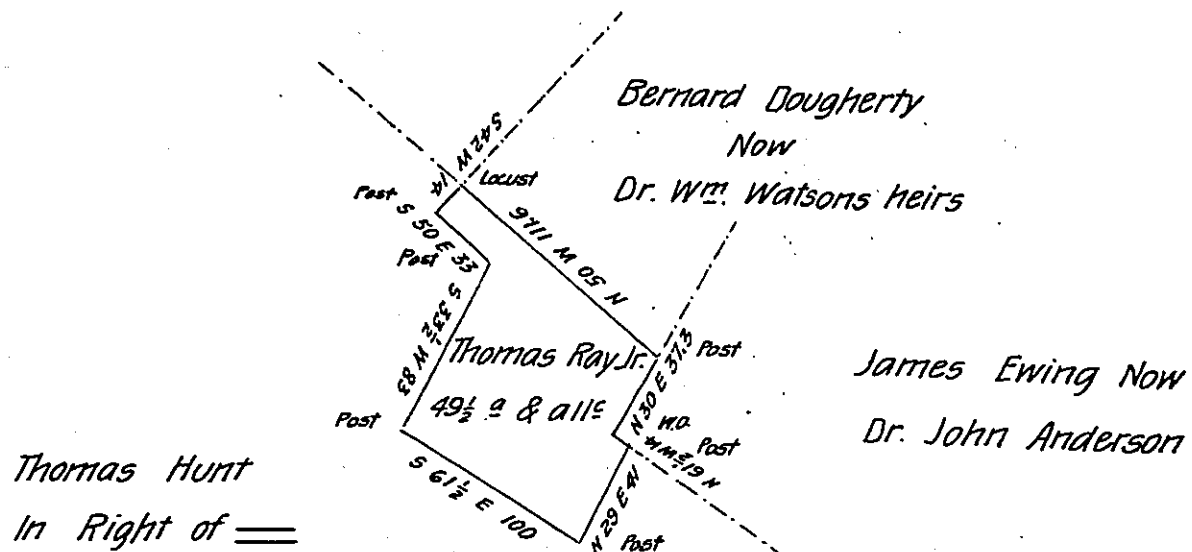 Bernard Dougherty
Now
Dr. Wm. Watsons heirs
S 42 W
14
Locust
Post
S 50 E 33
Post
N 50 W 111.6
S 33½ W 83
Thomas Ray Jr.
49½ a & allc
N 30 E 37.3
Post
W.O.
Post
N 61½ W 4
James Ewing Now
Dr. John Anderson
Post
Thomas Hunt
In Right of
S 61½ E 100
N 29 E 41
Post